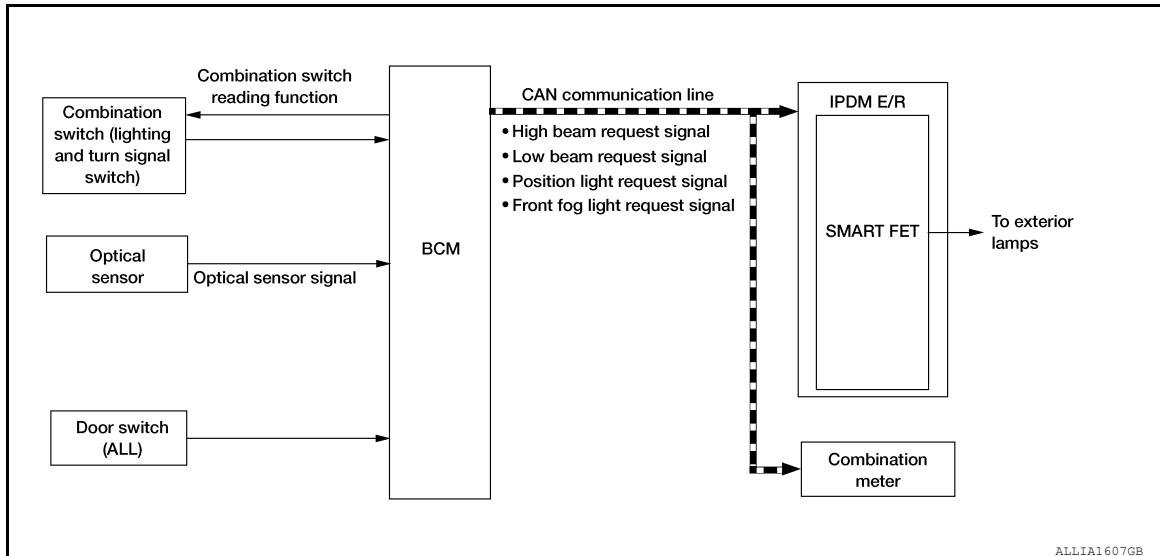 Combination switch
reading function
Combination
switch (lighting
and turn signal
switch)
Optical
sensor
Optical sensor signal
Door switch
(ALL)
BCM
CAN communication line
• High beam request signal
• Low beam request signal
• Position light request signal
• Front fog light request signal
IPDM E/R
SMART FET
To exterior
lamps
Combination
meter
ALLIA1607GB